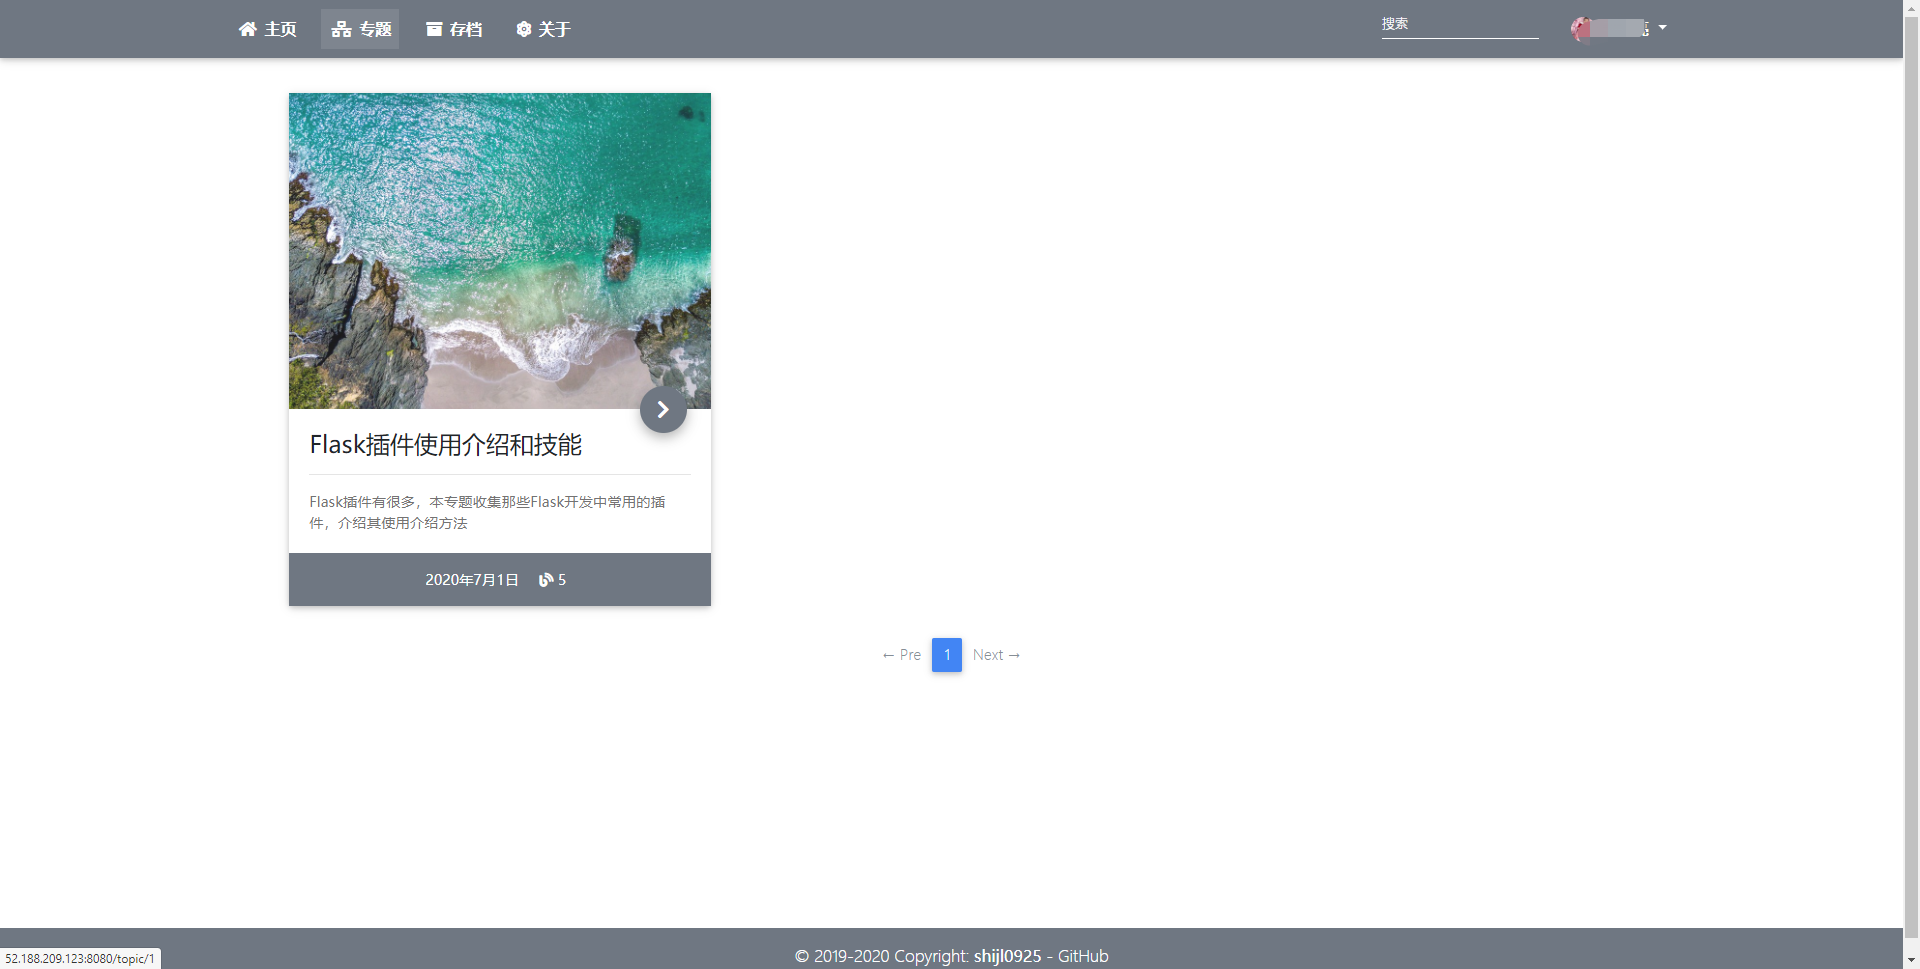 主页 专题 存档 关于 搜索
Flask插件使用介绍和技能
Flask插件有很多，本专题收集那些Flask开发中常用的插
件，介绍其使用介绍方法
2020年7月1日 5
← Pre 1 Next →
© 2019-2020 Copyright: shijl0925 - GitHub
52.188.209.123:8080/topic/1